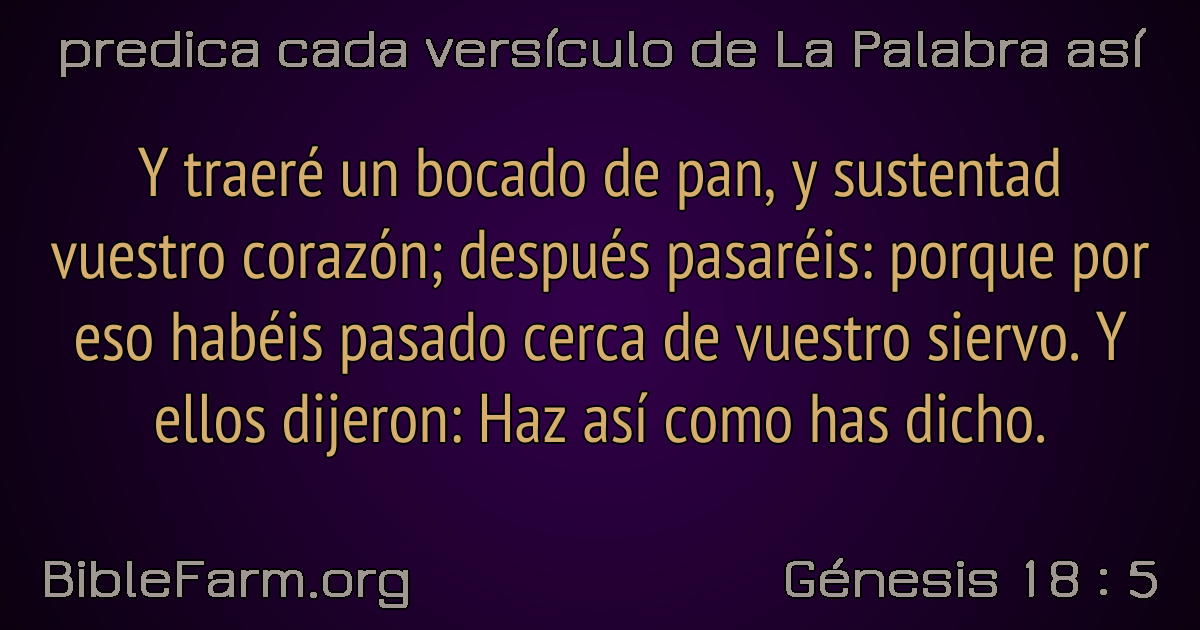 predica cada versículo de La Palabra así
Y traeré un bocado de pan, y sustentad
vuestro corazón; después pasaréis: porque por
eso habéis pasado cerca de vuestro siervo. Y
ellos dijeron: Haz así como has dicho.
BibleFarm.org
Génesis 18 : 5